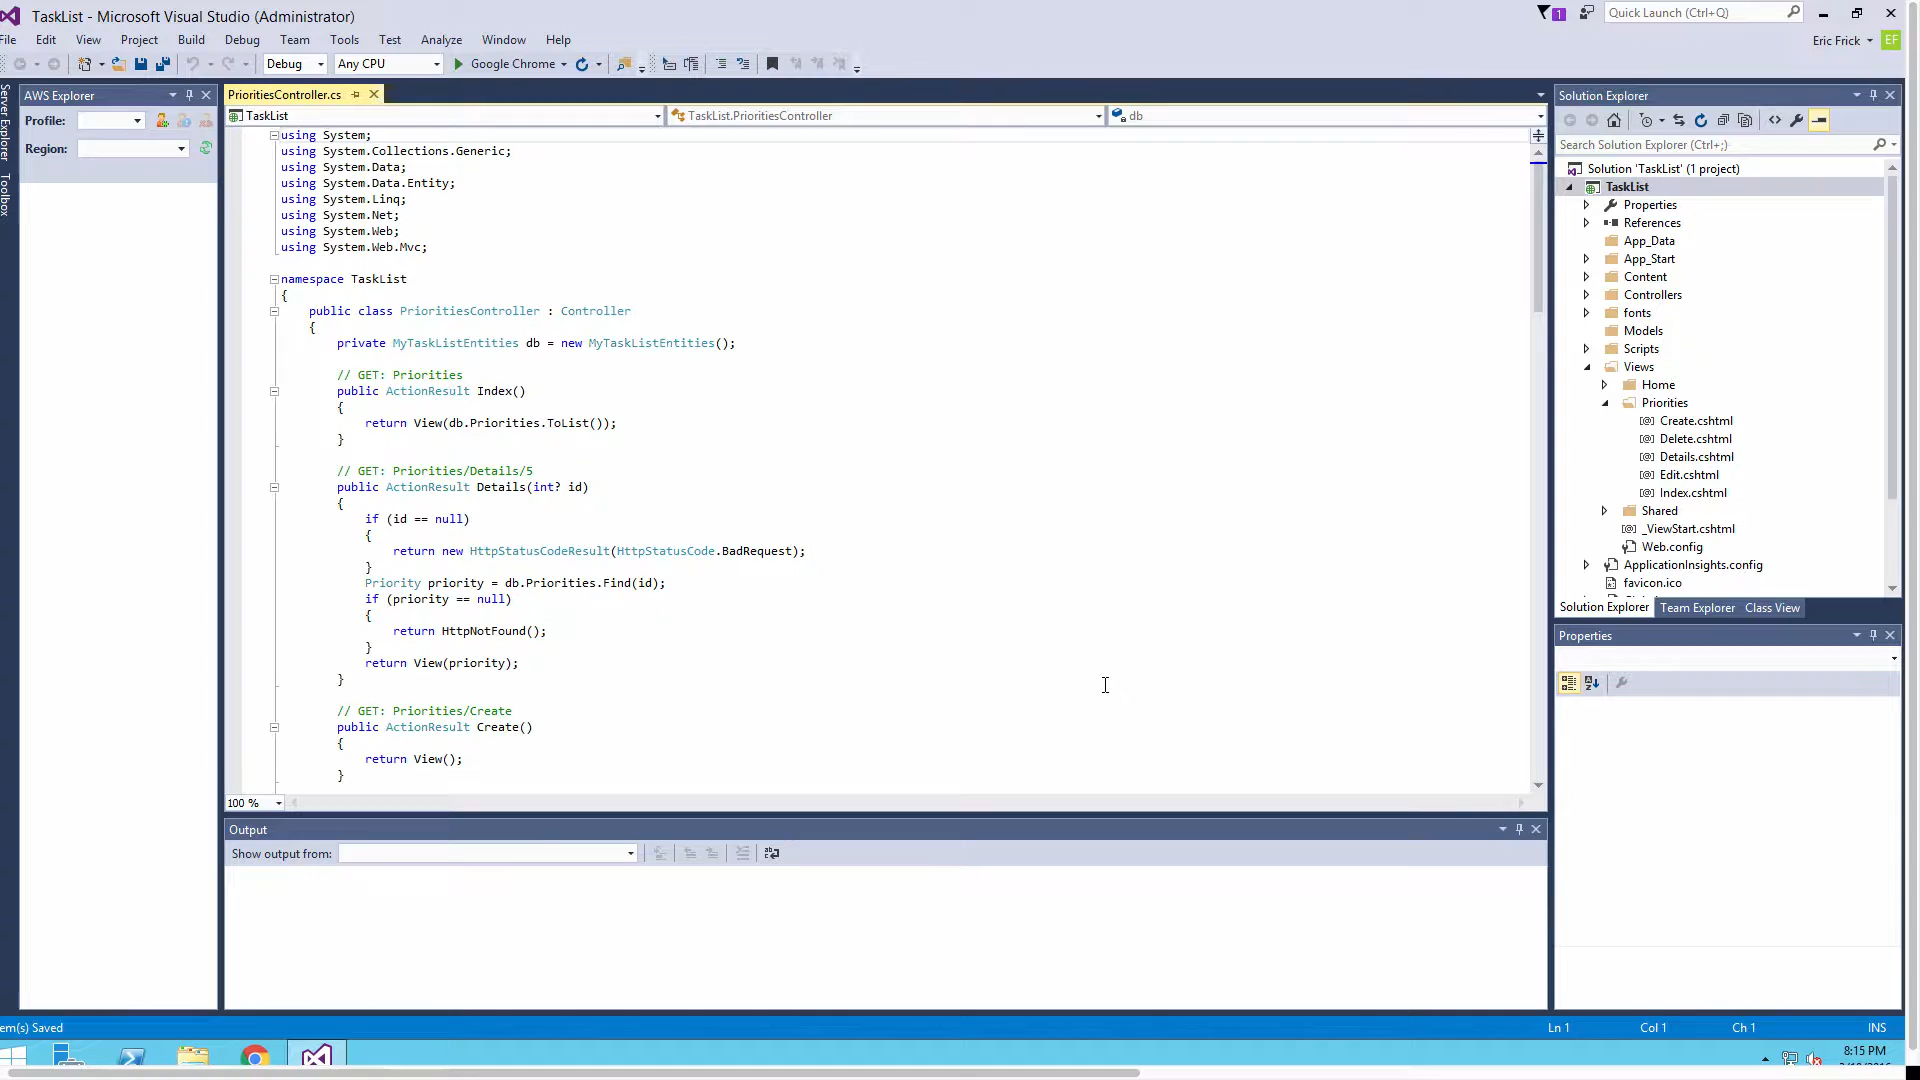 TaskList - Microsoft Visual Studio (Administrator)
1
Quick Launch (Ctrl+Q)
File Edit View Project Build Debug Team Tools Test Analyze Window Help
Eric Frick EF
Debug Any CPU Google Chrome
Server Explorer
Toolbox
AWS Explorer
Profile:
Region:
PrioritiesController.cs
TaskList TaskList.PrioritiesController db
using System;
using System.Collections.Generic;
using System.Data;
using System.Data.Entity;
using System.Linq;
using System.Net;
using System.Web;
using System.Web.Mvc;
namespace TaskList
{
public class PrioritiesController : Controller
{
private MyTaskListEntities db = new MyTaskListEntities();
// GET: Priorities
public ActionResult Index()
{
return View(db.Priorities.ToList());
}
// GET: Priorities/Details/5
public ActionResult Details(int? id)
{
if (id == null)
{
return new HttpStatusCodeResult(HttpStatusCode.BadRequest);
}
Priority priority = db.Priorities.Find(id);
if (priority == null)
{
return HttpNotFound();
}
return View(priority);
}
// GET: Priorities/Create
public ActionResult Create()
{
return View();
}
100 %
Output
Show output from:
Solution Explorer
Search Solution Explorer (Ctrl+;)
Solution 'TaskList' (1 project)
TaskList
Properties
References
App_Data
App_Start
Content
Controllers
fonts
Models
Scripts
Views
Home
Priorities
Create.cshtml
Delete.cshtml
Details.cshtml
Edit.cshtml
Index.cshtml
Shared
_ViewStart.cshtml
Web.config
ApplicationInsights.config
favicon.ico
Solution Explorer Team Explorer Class View
Properties
em(s) Saved
Ln 1 Col 1 Ch 1 INS
8:15 PM